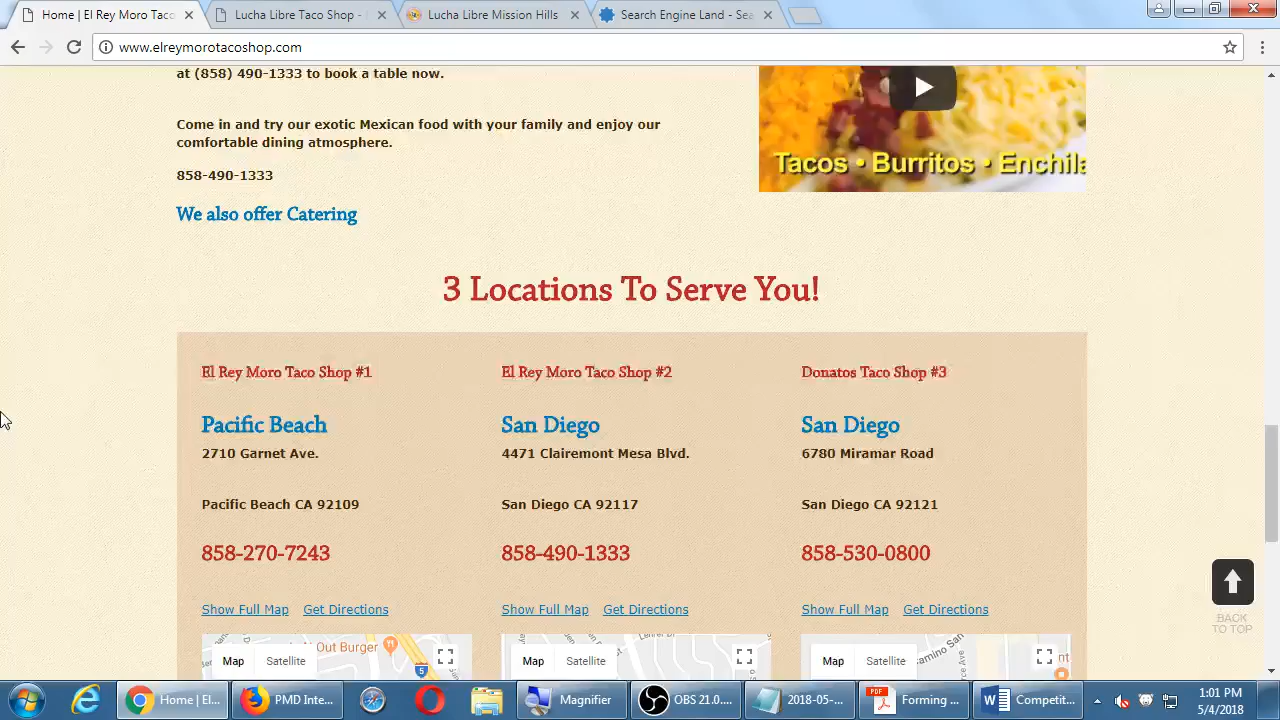 Home | El Rey Moro Taco
Lucha Libre Taco Shop -
Lucha Libre Mission Hills
Search Engine Land - Sea
www.elreymorotacoshop.com
at (858) 490-1333 to book a table now.
Come in and try our exotic Mexican food with your family and enjoy our
comfortable dining atmosphere.
858-490-1333
We also offer Catering
Tacos • Burritos • Enchila
3 Locations To Serve You!
El Rey Moro Taco Shop #1
Pacific Beach
2710 Garnet Ave.
Pacific Beach CA 92109
858-270-7243
Show Full Map Get Directions
Out Burger
Map Satellite
5
El Rey Moro Taco Shop #2
San Diego
4471 Clairemont Mesa Blvd.
San Diego CA 92117
858-490-1333
Show Full Map Get Directions
Map Satellite
Donatos Taco Shop #3
San Diego
6780 Miramar Road
San Diego CA 92121
858-530-0800
Show Full Map Get Directions
Map Satellite
BACK
TO TOP
Home | El...
PMD Inte...
Magnifier
OBS 21.0....
2018-05-...
Forming ...
Competit...
1:01 PM
5/4/2018